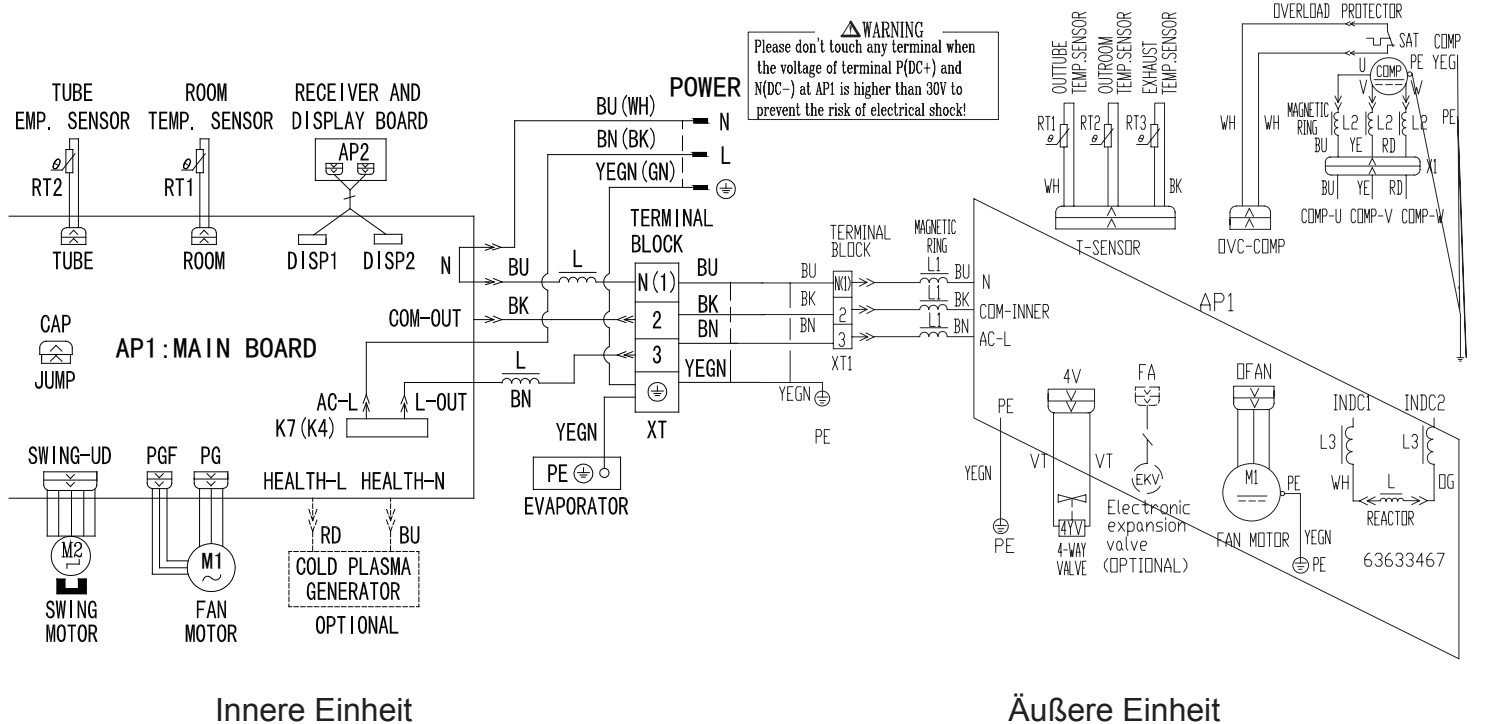 TUBE
EMP. SENSOR
RT2
TUBE
ROOM
TEMP. SENSOR
RT1
ROOM
RECEIVER AND
DISPLAY BOARD
AP2
DISP1
DISP2
CAP
JUMP
AP1:MAIN BOARD
N
COM-OUT
AC-L
L-OUT
K7(K4)
POWER
BU(WH)
N
BN(BK)
L
YEGN(GN)
BU
L
BK
L
BN
TERMINAL
BLOCK
N(1)
2
3
XT
BU
BK
BN
YEGN
YEGN
PE
EVAPORATOR
SWING-UD
M2
SWING
MOTOR
PGF
PG
M1
FAN
MOTOR
HEALTH-L
HEALTH-N
RD
BU
COLD PLASMA
GENERATOR
OPTIONAL
WARNING
Please don't touch any terminal when
the voltage of terminal P(DC+) and
N(DC-) at AP1 is higher than 30V to
prevent the risk of electrical shock!
BU
BK
BN
YEGN
PE
TERMINAL
BLOCK
N(1)
2
3
XT1
MAGNETIC
RING
L1
BU
N
L1
BK
COM-INNER
L1
BN
AC-L
AP1
OUTTUBE
TEMP.SENSOR
OUTROOM
TEMP.SENSOR
EXHAUST
TEMP.SENSOR
RT1
RT2
RT3
WH
BK
T-SENSOR
OVERLOAD PROTECTOR
SAT
WH
WH
OVC-COMP
COMP
U
V
W
PE
COMP
YEG
PE
MAGNETIC
RING
L2
L2
L2
BU
YE
RD
X1
BU
YE
RD
COMP-U
COMP-V
COMP-W
PE
YEGN
PE
4V
VT
VT
4YV
4-WAY
VALVE
FA
EKV
Electronic
expansion
valve
(OPTIONAL)
OFAN
M1
PE
FAN MOTOR
YEGN
PE
INDC1
INDC2
L3
L3
WH
L
OG
REACTOR
63633467
Innere Einheit
Äußere Einheit